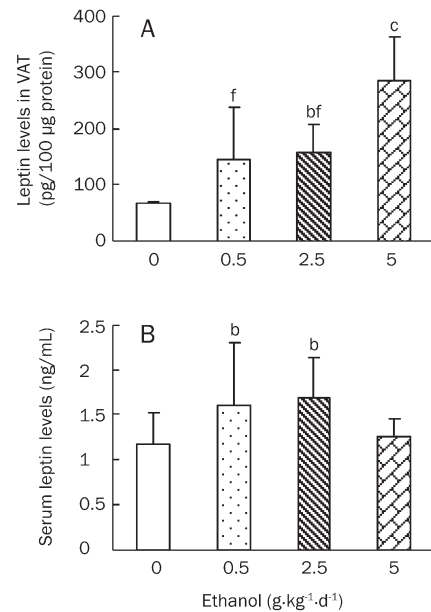 A
Leptin levels in VAT
(pg/100 μg protein)
400
300
200
100
0
f
bf
c
0
0.5
2.5
5
B
Serum leptin levels (ng/mL)
2.5
2
1.5
1
0.5
0
b
b
0
0.5
2.5
5
Ethanol (g·kg⁻¹·d⁻¹)